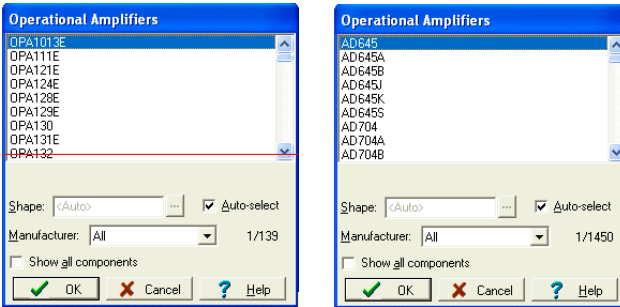 Operational Amplifiers
OPA1013E
OPA111E
OPA121E
OPA124E
OPA128E
OPA129E
OPA130
OPA131E
OPA132
Shape: <Auto> ... Auto-select
Manufacturer: All 1/139
Show all components
OK Cancel ? Help
Operational Amplifiers
AD645
AD645A
AD645B
AD645J
AD645K
AD645S
AD704
AD704A
AD704B
Shape: <Auto> ... Auto-select
Manufacturer: All 1/1450
Show all components
OK Cancel ? Help